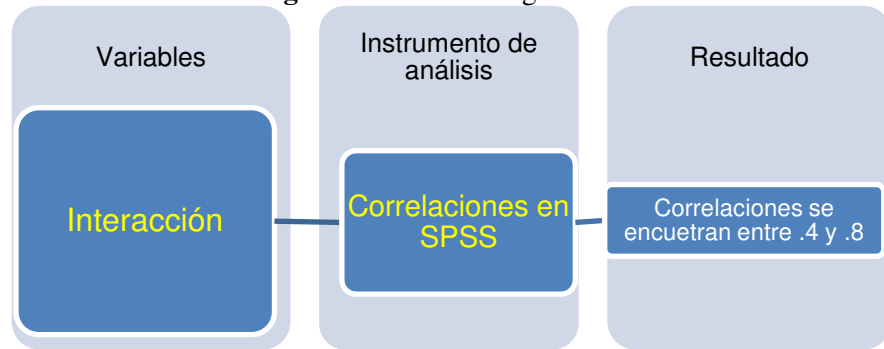 Variables
Interacción
Instrumento de
análisis
Correlaciones en
SPSS
Resultado
Correlaciones se
encuetran entre .4 y .8